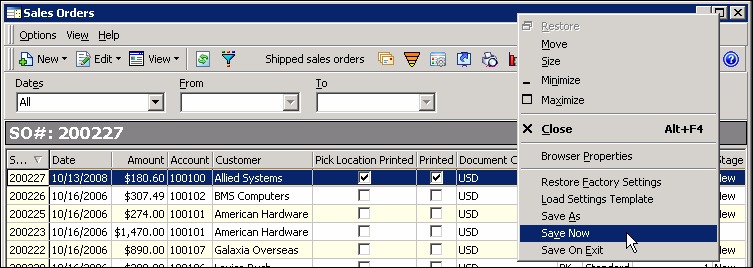 Sales Orders
Options View Help
New Edit View Shipped sales orders
Dates From To
All
SO#: 200227
S... Date Amount Account Customer Pick Location Printed Printed Document C Stage
200227 10/13/2008 $180.60 100100 Allied Systems USD New
200226 10/16/2006 $307.49 100102 BMS Computers USD New
200225 10/16/2006 $274.00 100101 American Hardware USD New
200223 10/16/2006 $1,470.00 100101 American Hardware USD
200222 10/16/2006 $890.00 100107 Galaxia Overseas USD New
Restore
Move
Size
Minimize
Maximize
Close Alt+F4
Browser Properties
Restore Factory Settings
Load Settings Template
Save As
Save Now
Save On Exit